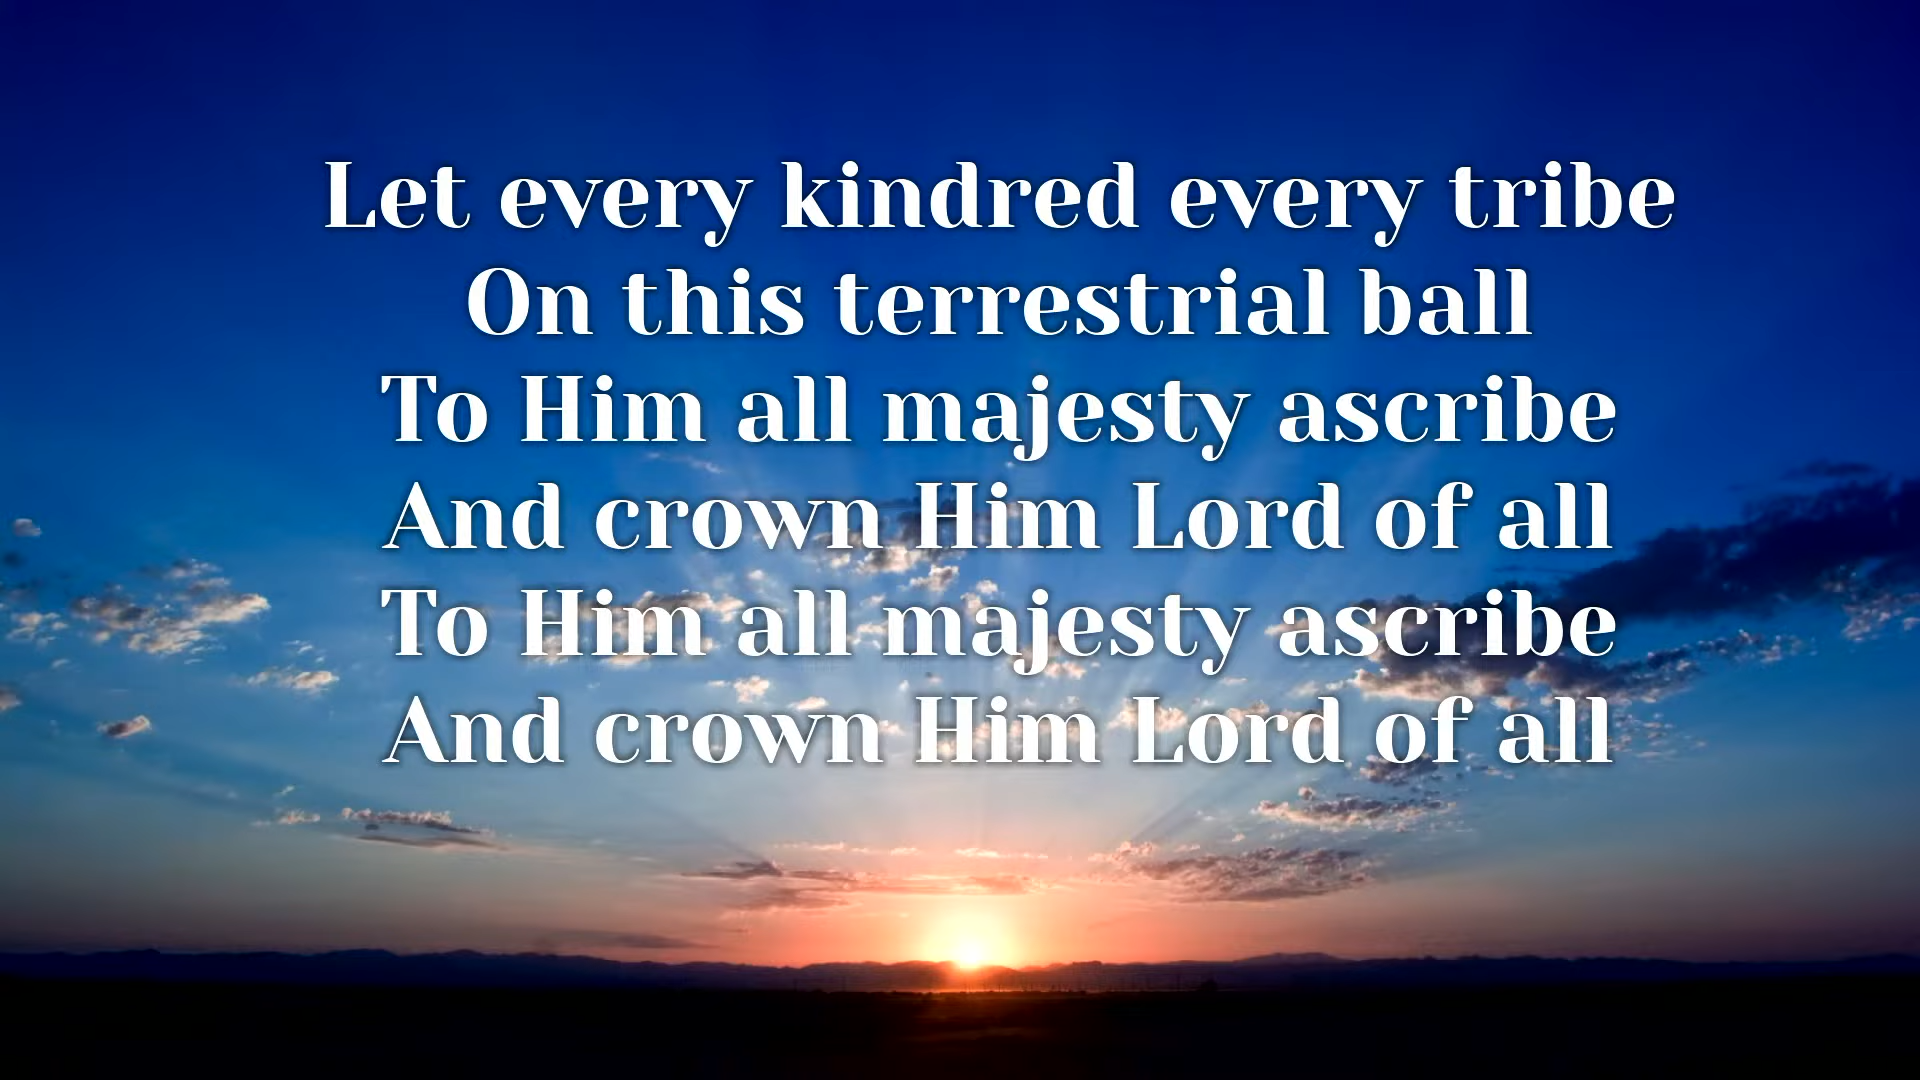 Let every kindred every tribe
On this terrestrial ball
To Him all majesty ascribe
And crown Him Lord of all
To Him all majesty ascribe
And crown Him Lord of all